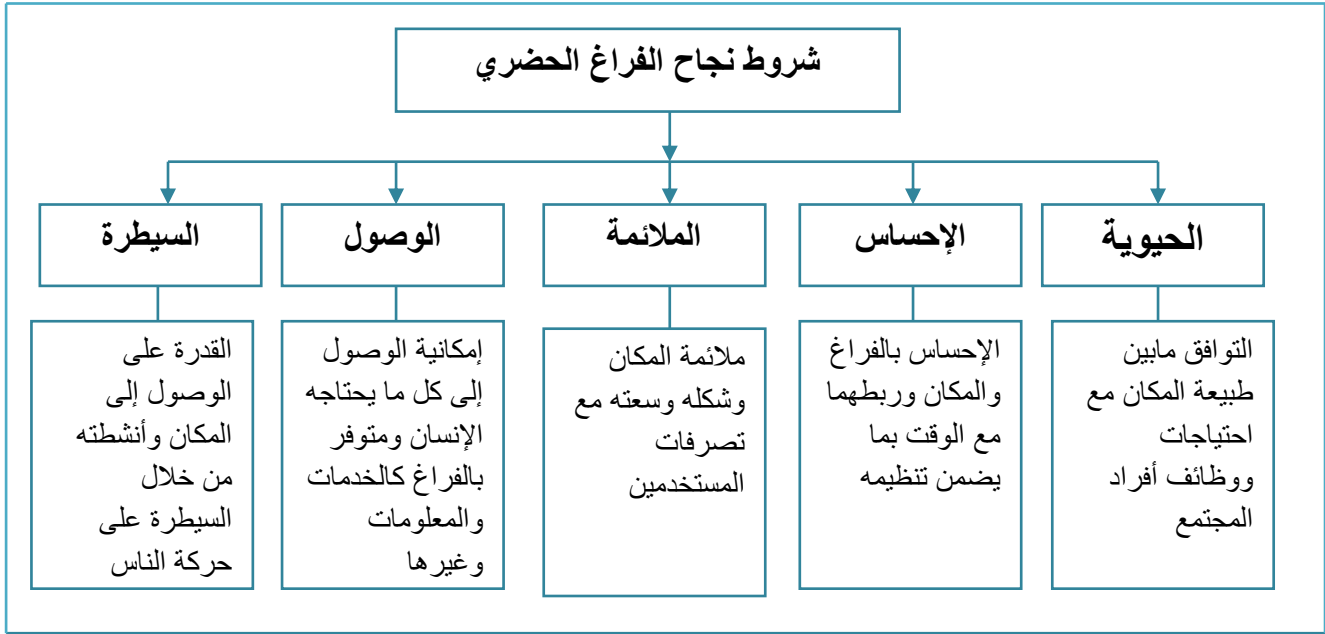 شروط نجاح الفراغ الحضري
الحيوية
الإحساس
الملائمة
الوصول
السيطرة
التوافق مابين
طبيعة المكان مع
احتياجات
ووظائف أفراد
المجتمع
الإحساس بالفراغ
والمكان وربطهما
مع الوقت بما
يضمن تنظيمه
ملائمة المكان
وشكله وسعته مع
تصرفات
المستخدمين
إمكانية الوصول
إلى كل ما يحتاجه
الإنسان ومتوفر
بالفراغ كالخدمات
والمعلومات
وغيرها
القدرة على
الوصول إلى
المكان وأنشطته
من خلال
السيطرة على
حركة الناس